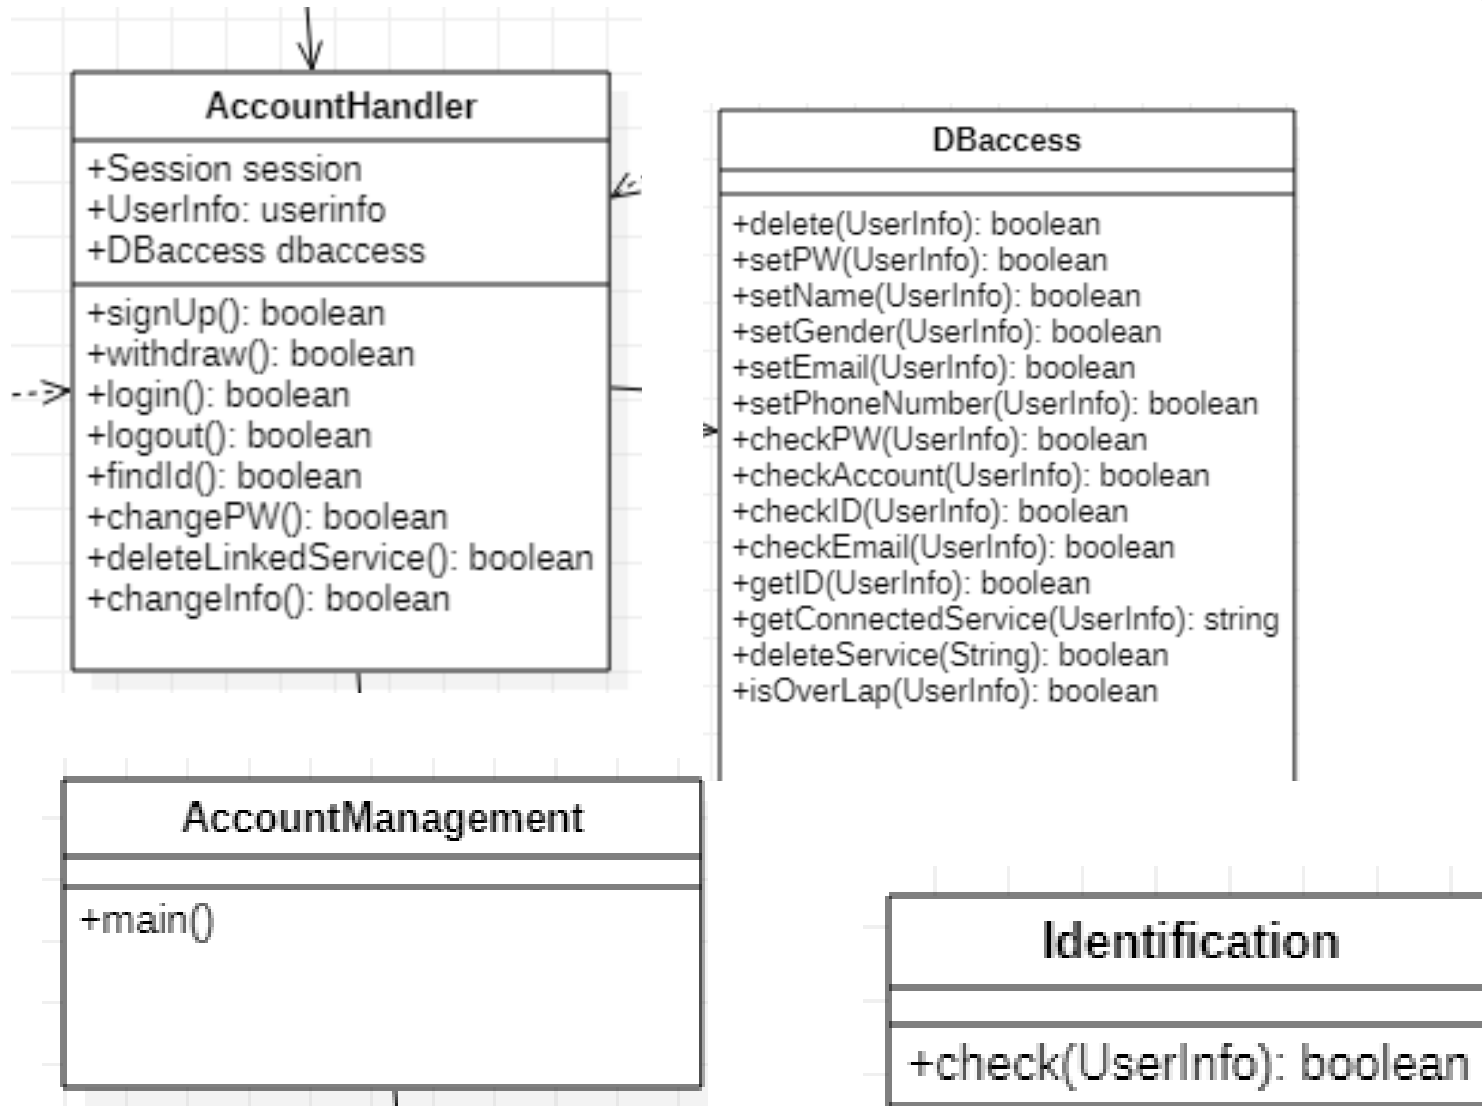 AccountHandler
+Session session
+UserInfo: userinfo
+DBaccess dbaccess
+signUp(): boolean
+withdraw(): boolean
+login(): boolean
+logout(): boolean
+findId(): boolean
+changePW(): boolean
+deleteLinkedService(): boolean
+changeInfo(): boolean
DBaccess
+delete(UserInfo): boolean
+setPW(UserInfo): boolean
+setName(UserInfo): boolean
+setGender(UserInfo): boolean
+setEmail(UserInfo): boolean
+setPhoneNumber(UserInfo): boolean
+checkPW(UserInfo): boolean
+checkAccount(UserInfo): boolean
+checkID(UserInfo): boolean
+checkEmail(UserInfo): boolean
+getID(UserInfo): boolean
+getConnectedService(UserInfo): string
+deleteService(String): boolean
+isOverLap(UserInfo): boolean
AccountManagement
+main()
Identification
+check(UserInfo): boolean